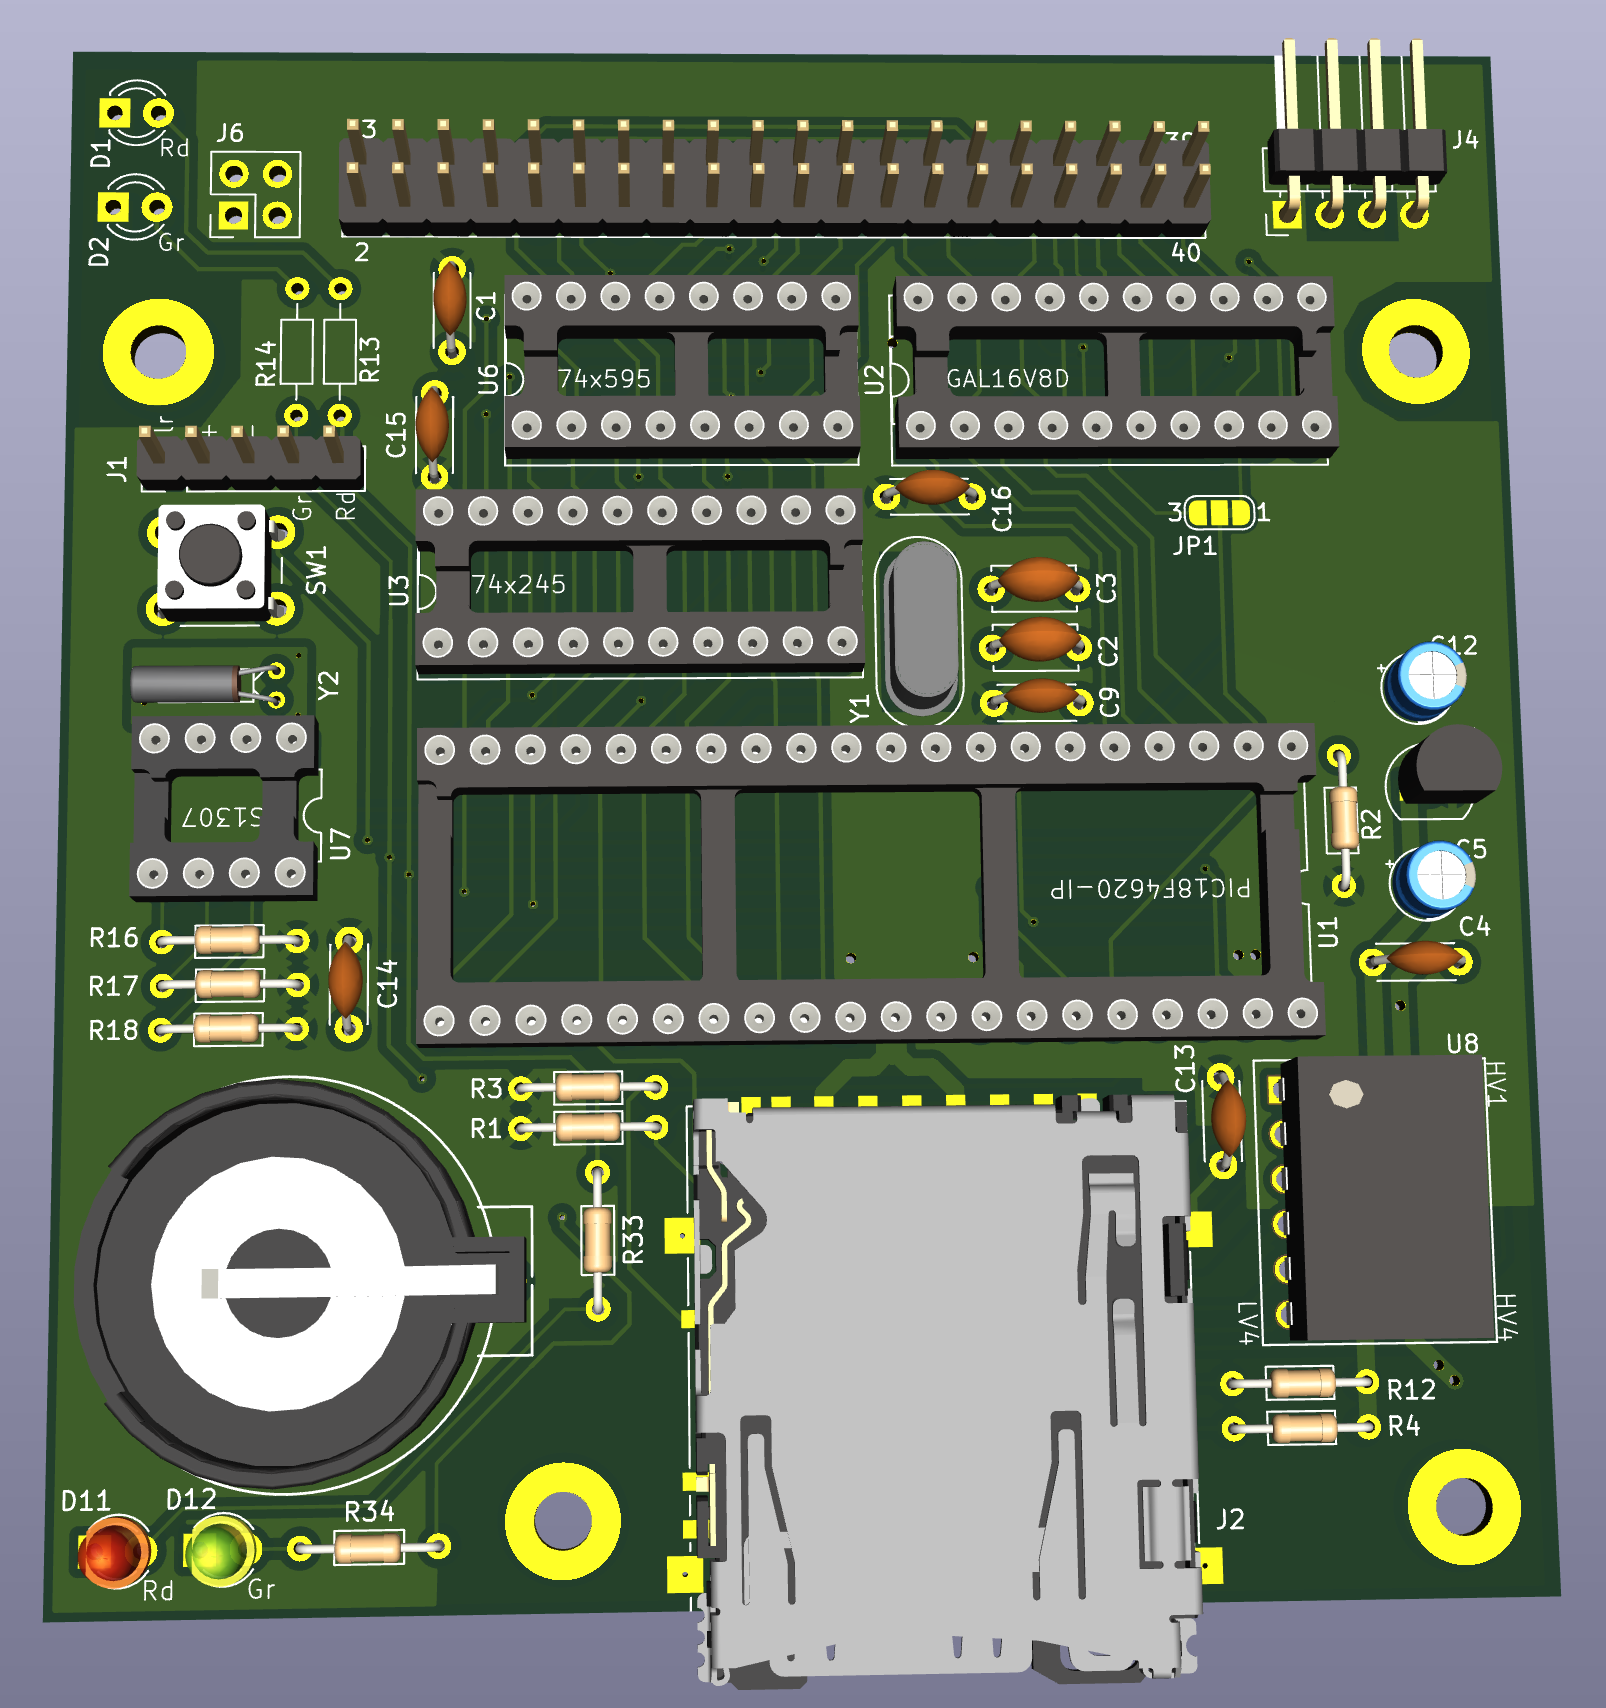 D1
Rd
J6
3
J4
D2
Gr
2
40
C1
R14
R13
U6
74x595
U2
GAL16V8D
C15
+
-
J1
Gr
Rd
C16
3
1
JP1
SW1
U3
74x245
C3
C2
C9
Y2
Y1
C12
S1307
U7
R2
C5
PIC18F4620-IP
U1
C4
R16
R17
R18
C14
U8
C13
HV1
R3
R1
R33
LV4
HV4
R12
R4
D11
D12
R34
J2
Rd
Gr